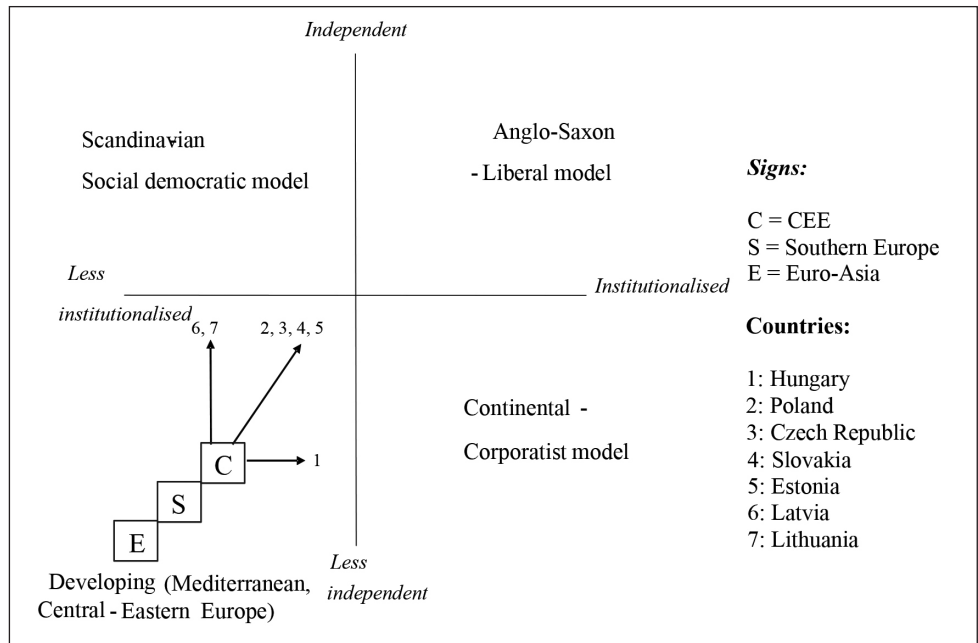 Independent
Scandinavian
Social democratic model
Anglo-Saxon
- Liberal model
Less
institutionalised
Institutionalised
6, 7
2, 3, 4, 5
C
1
S
E
Continental -
Corporatist model
Less
independent
Developing (Mediterranean,
Central - Eastern Europe)
Signs:
C = CEE
S = Southern Europe
E = Euro-Asia
Countries:
1: Hungary
2: Poland
3: Czech Republic
4: Slovakia
5: Estonia
6: Latvia
7: Lithuania